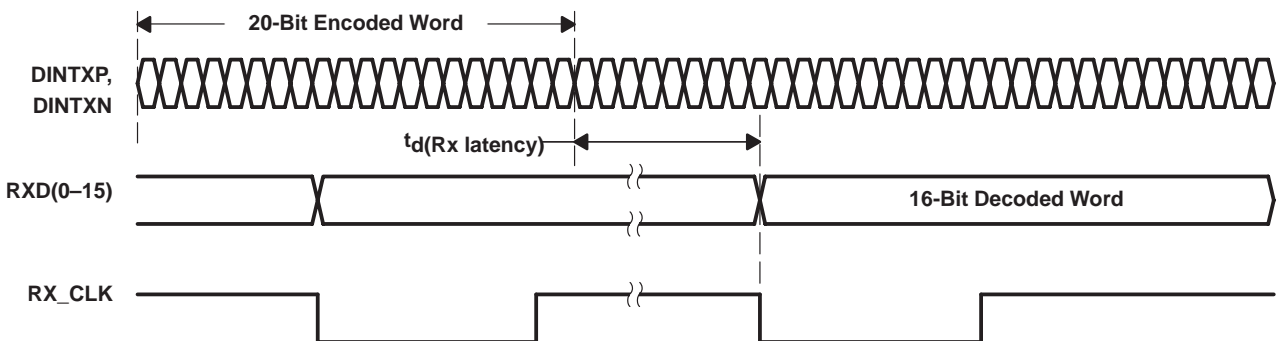 20-Bit Encoded Word
DINTXP,
DINTXN
td(Rx latency)
RXD(0–15)
16-Bit Decoded Word
RX_CLK